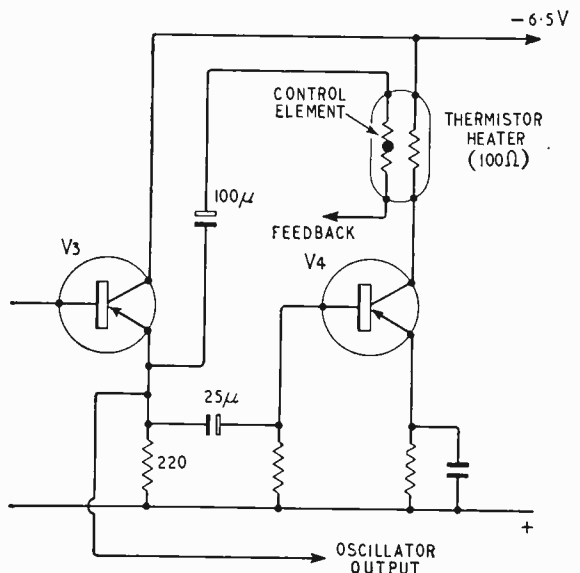 −6·5V
CONTROL
ELEMENT
THERMISTOR
HEATER
(100Ω)
100μ
FEEDBACK
V3
V4
25μ
220
+
OSCILLATOR
OUTPUT